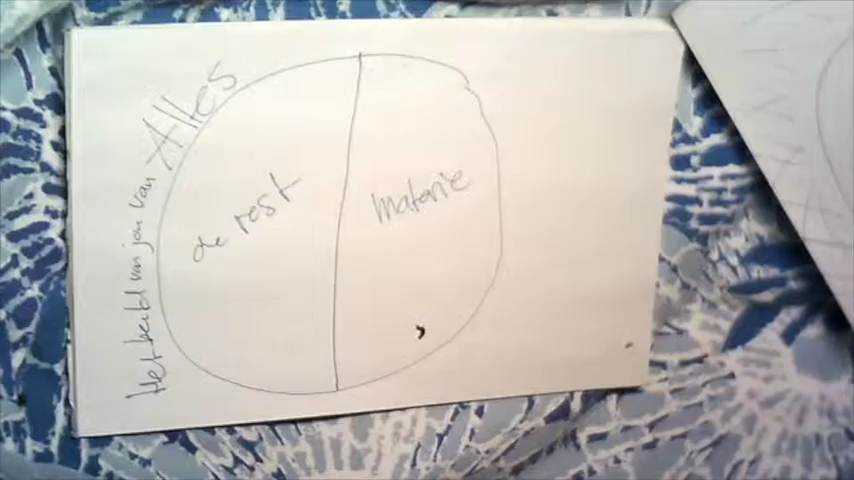 Het beeld van jou van Alles
de rest
materie